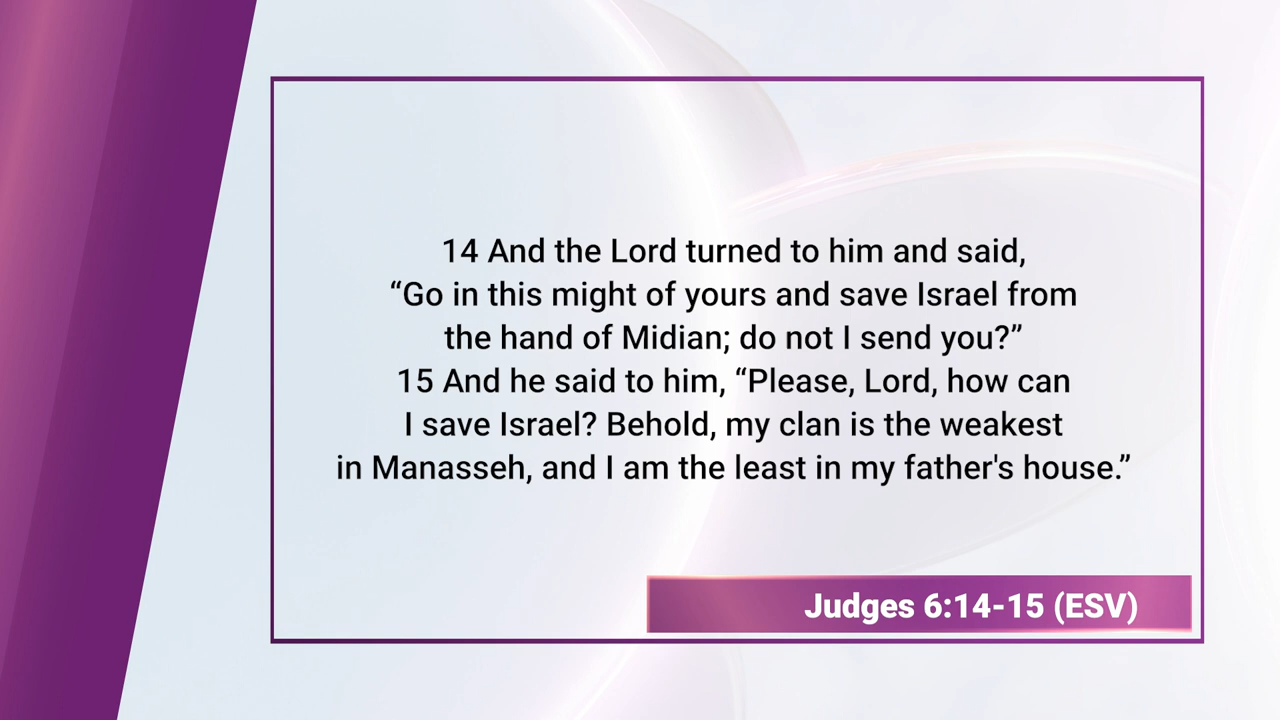 14 And the Lord turned to him and said,
“Go in this might of yours and save Israel from
the hand of Midian; do not I send you?”
15 And he said to him, “Please, Lord, how can
I save Israel? Behold, my clan is the weakest
in Manasseh, and I am the least in my father's house.”
Judges 6:14-15 (ESV)